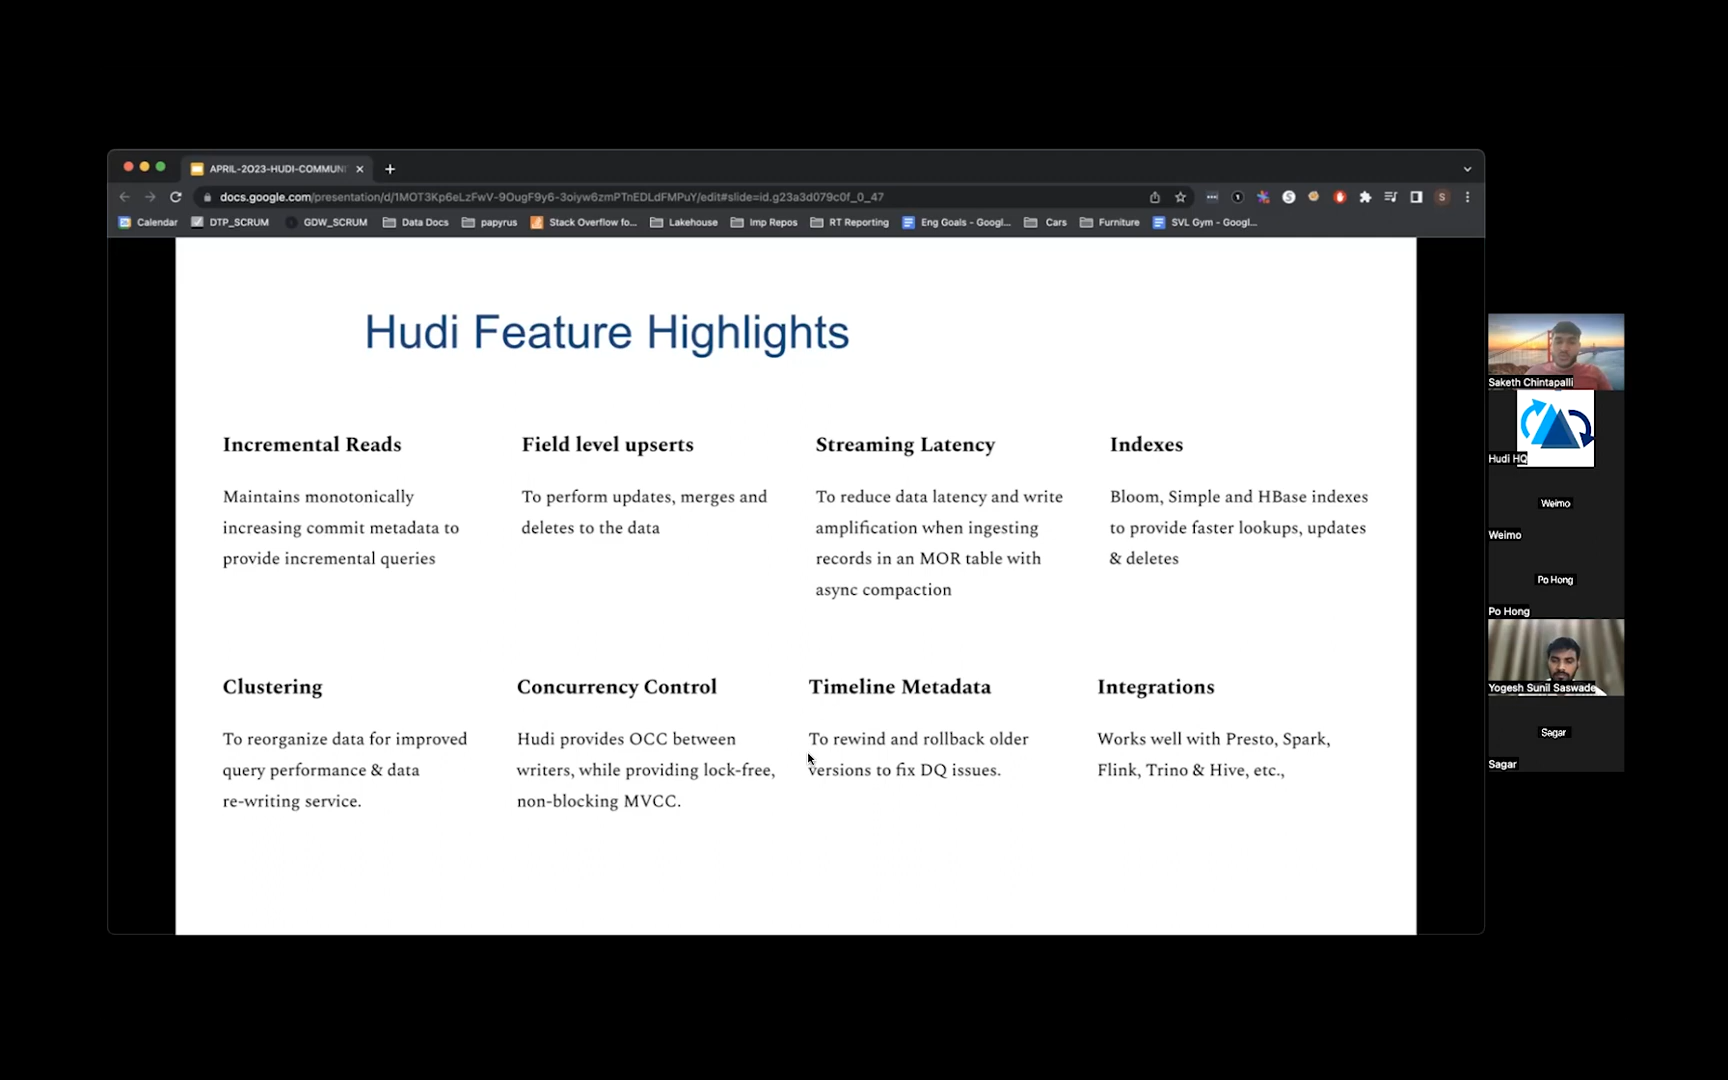 APRIL-2023-HUDI-COMMUN
docs.google.com/presentation/d/1MOT3Kp6eLzFwV-9OugF9y6-3oiyw6zmPTnEDLdFMPuY/edit#slide=id.g23a3d079c0f_0_47
Calendar DTP_SCRUM GDW_SCRUM Data Docs papyrus Stack Overflow fo... Lakehouse Imp Repos RT Reporting Eng Goals - Googl... Cars Furniture SVL Gym - Googl...
Hudi Feature Highlights
Incremental Reads
Maintains monotonically
increasing commit metadata to
provide incremental queries
Field level upserts
To perform updates, merges and
deletes to the data
Streaming Latency
To reduce data latency and write
amplification when ingesting
records in an MOR table with
async compaction
Indexes
Bloom, Simple and HBase indexes
to provide faster lookups, updates
& deletes
Clustering
To reorganize data for improved
query performance & data
re-writing service.
Concurrency Control
Hudi provides OCC between
writers, while providing lock-free,
non-blocking MVCC.
Timeline Metadata
To rewind and rollback older
versions to fix DQ issues.
Integrations
Works well with Presto, Spark,
Flink, Trino & Hive, etc.,
Saketh Chintapalli
Hudi HQ
Weimo
Weimo
Po Hong
Po Hong
Yogesh Sunil Saswade
Sagar
Sagar